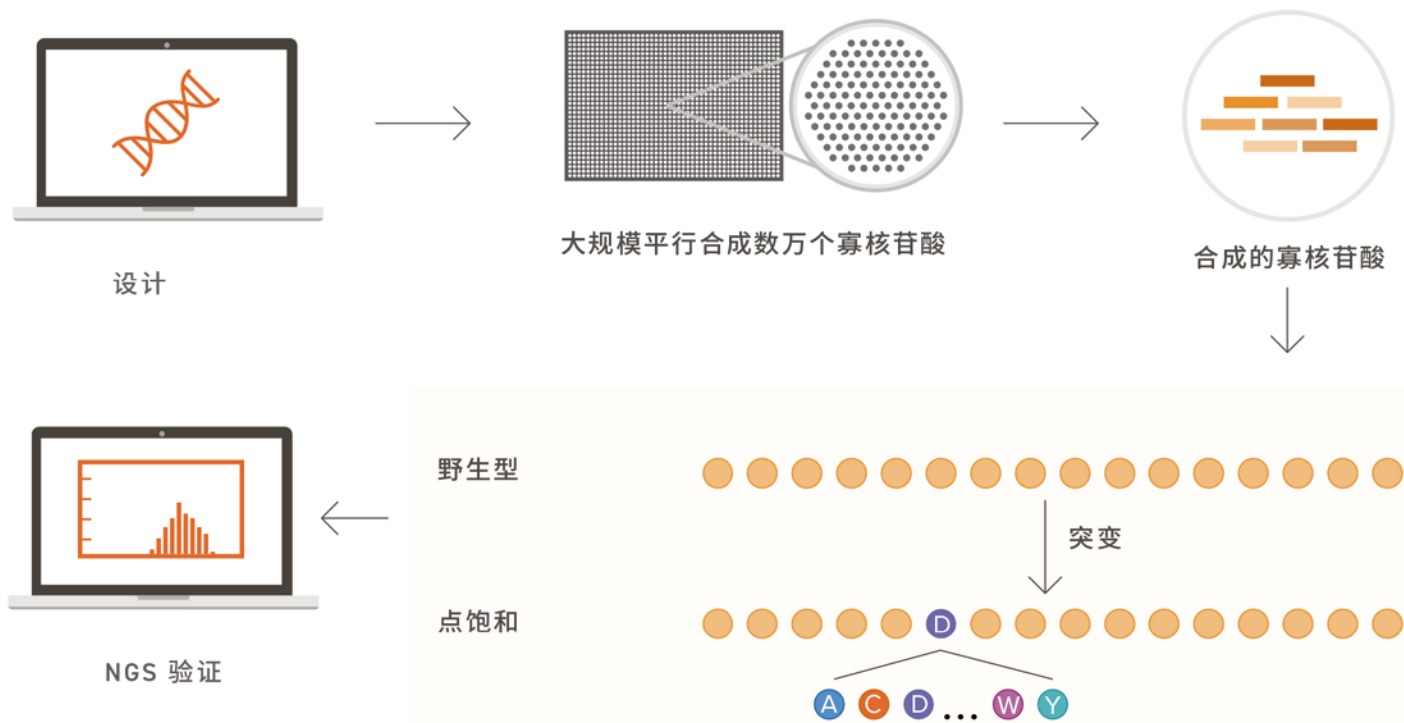 设计
大规模平行合成数万个寡核苷酸
合成的寡核苷酸
野生型
突变
点饱和
D
A C D ... W Y
NGS 验证